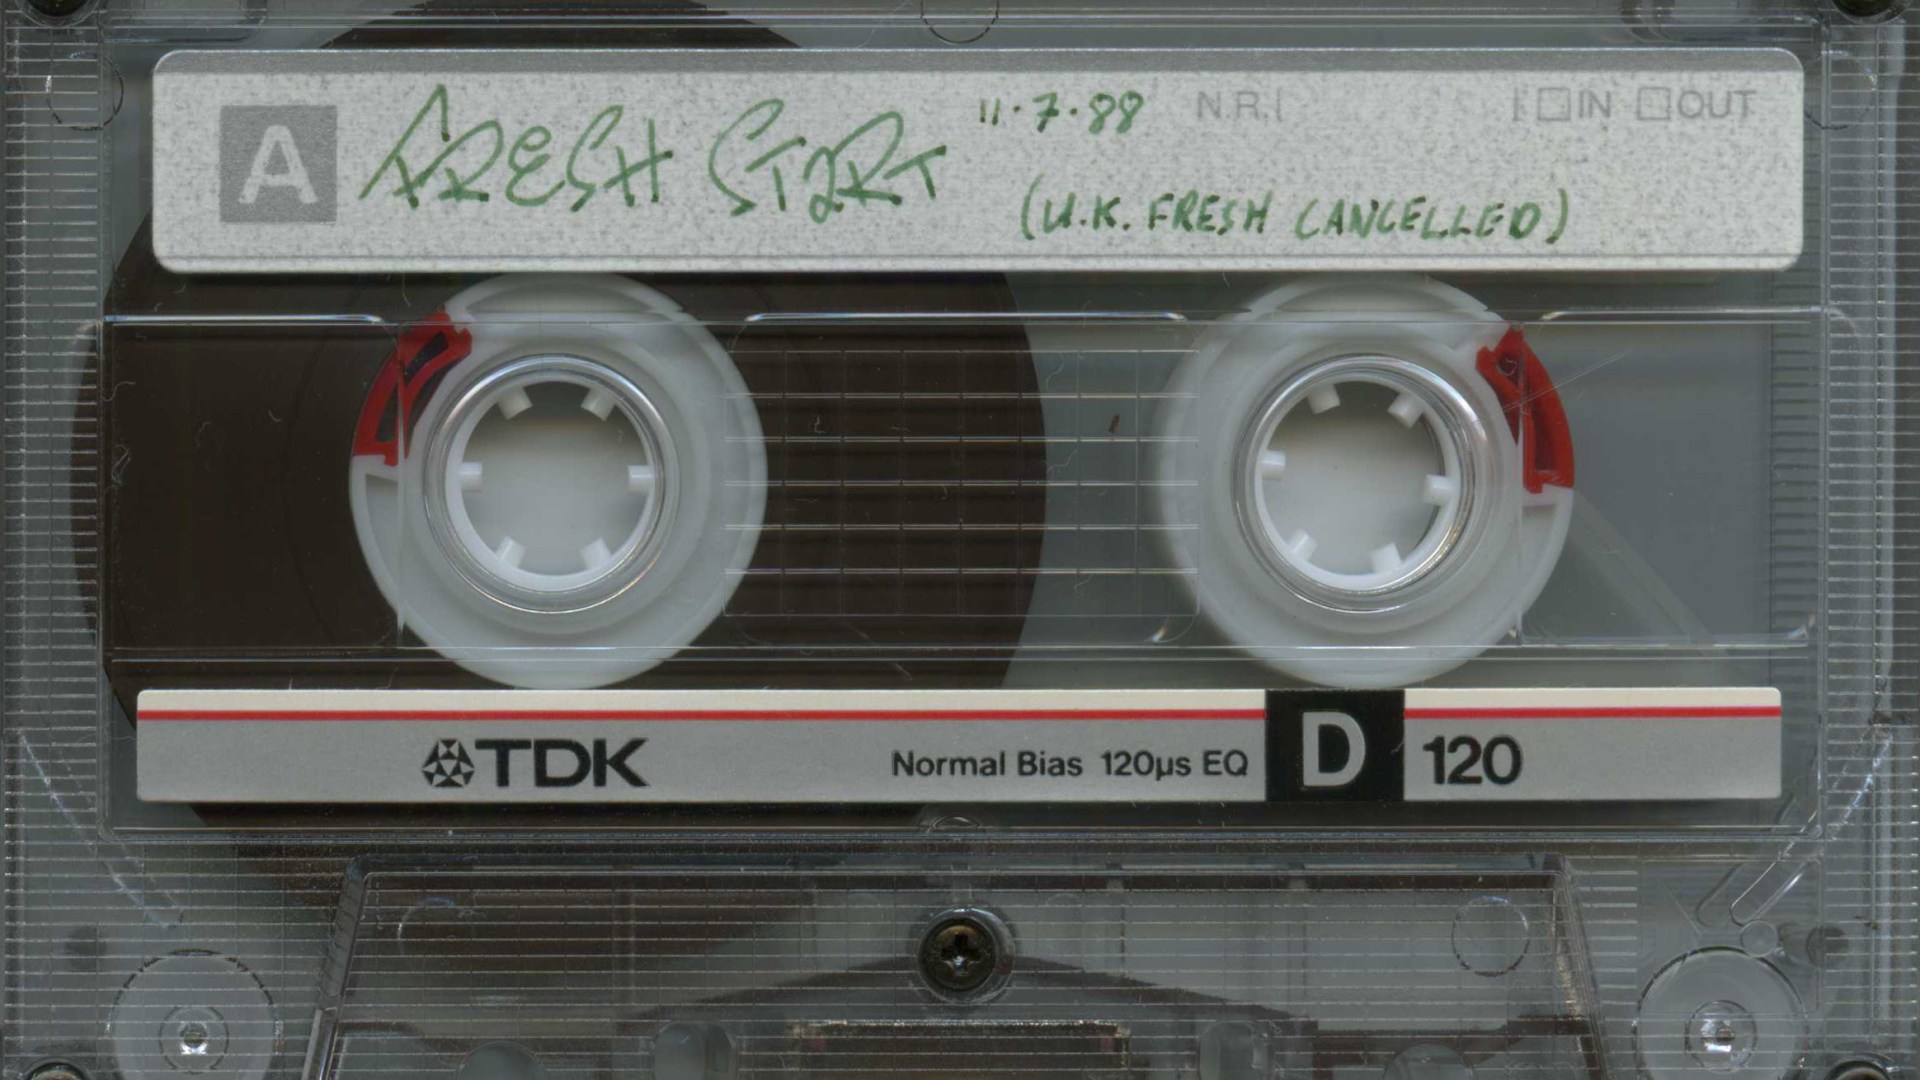 A FRESH START 11·7·88 N.R. IN OUT
(U.K. FRESH CANCELLED)
TDK Normal Bias 120µs EQ D 120